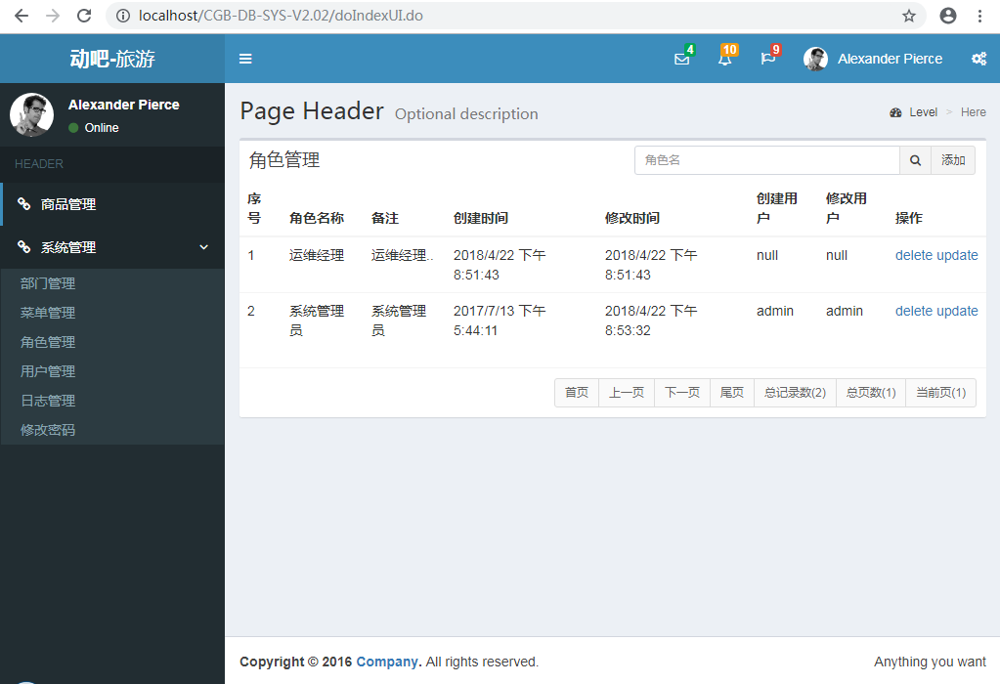 localhost/CGB-DB-SYS-V2.02/doIndexUI.do
动吧-旅游
4
10
9
Alexander Pierce
Alexander Pierce
Online
HEADER
商品管理
系统管理
部门管理
菜单管理
角色管理
用户管理
日志管理
修改密码
Page Header Optional description
Level > Here
角色管理
角色名
添加
序号 角色名称 备注 创建时间 修改时间 创建用户 修改用户 操作
1 运维经理 运维经理.. 2018/4/22 下午 2018/4/22 下午 null null delete update
8:51:43 8:51:43
2 系统管理 系统管理 2017/7/13 下午 2018/4/22 下午 admin admin delete update
员 员 5:44:11 8:53:32
首页 上一页 下一页 尾页 总记录数(2) 总页数(1) 当前页(1)
Copyright © 2016 Company. All rights reserved. Anything you want